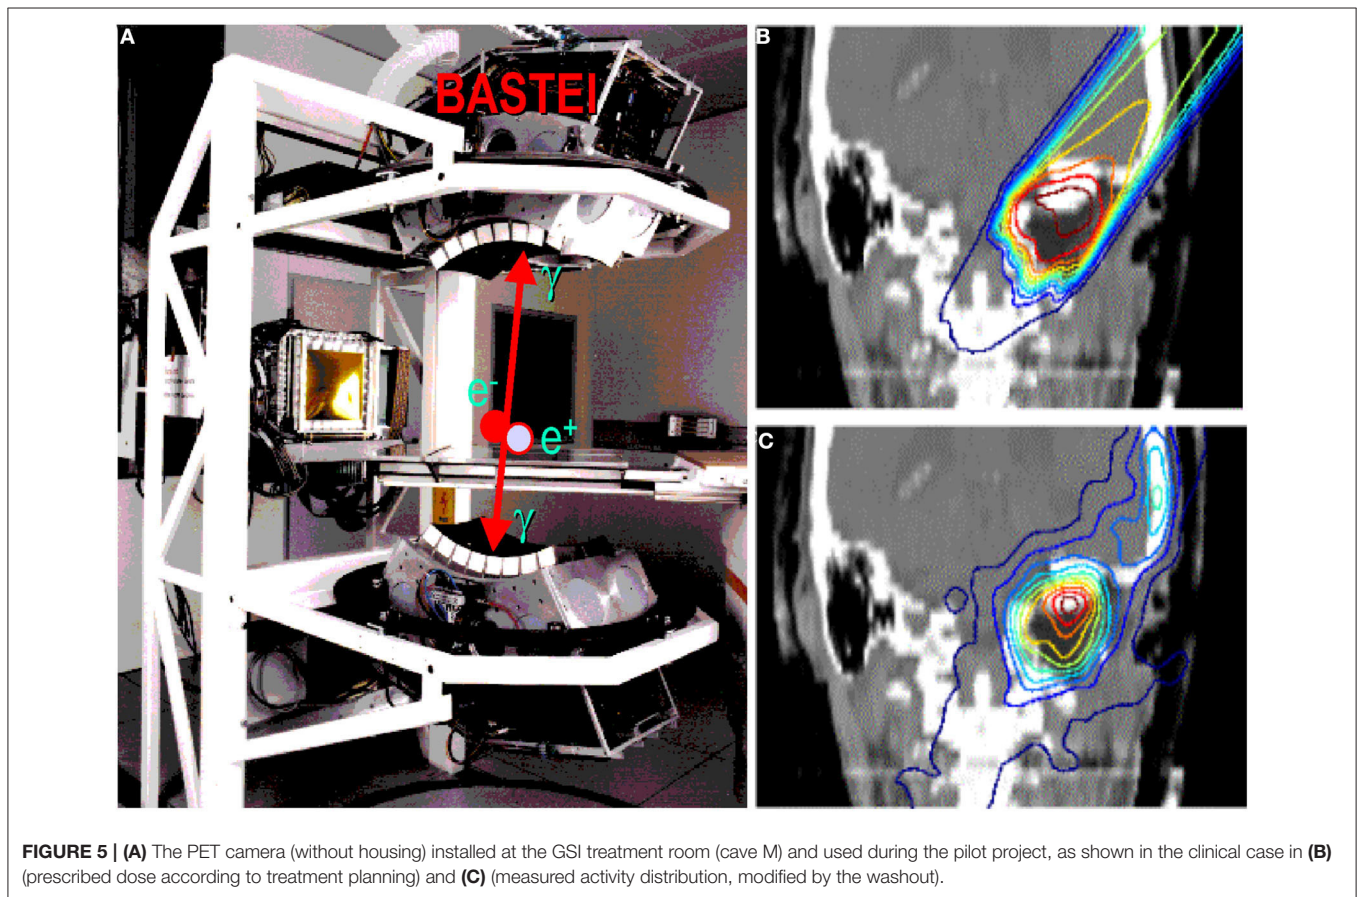 A
BASTEI
γ
e-
e+
γ
B
C
FIGURE 5 | (A) The PET camera (without housing) installed at the GSI treatment room (cave M) and used during the pilot project, as shown in the clinical case in (B)
(prescribed dose according to treatment planning) and (C) (measured activity distribution, modified by the washout).